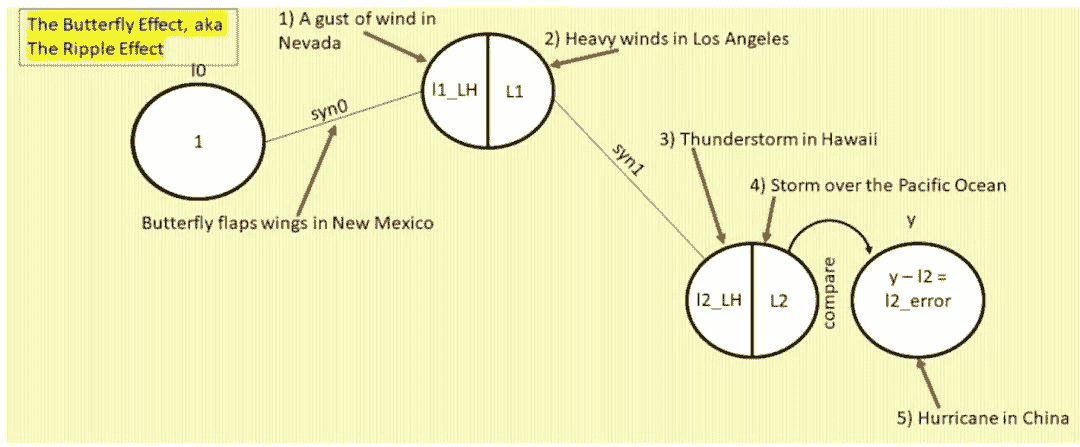 The Butterfly Effect, aka
The Ripple Effect
1) A gust of wind in
Nevada
2) Heavy winds in Los Angeles
l0
1
syn0
l1_LH
L1
Butterfly flaps wings in New Mexico
syn1
3) Thunderstorm in Hawaii
4) Storm over the Pacific Ocean
l2_LH
L2
compare
y
y – l2 =
l2_error
5) Hurricane in China